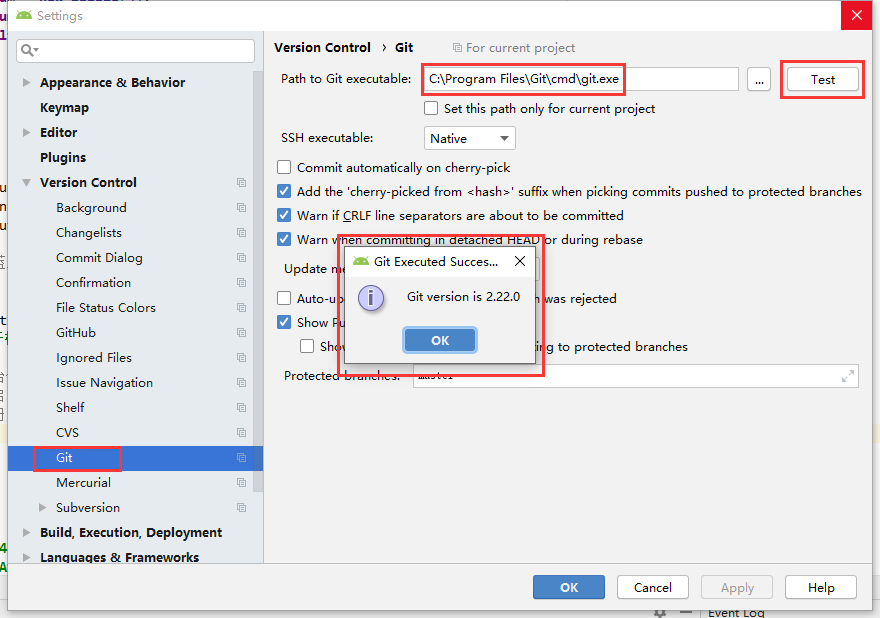 Settings
Version Control › Git
For current project
Appearance & Behavior
Keymap
Editor
Plugins
Version Control
Background
Changelists
Commit Dialog
Confirmation
File Status Colors
GitHub
Ignored Files
Issue Navigation
Shelf
CVS
Git
Mercurial
Subversion
Build, Execution, Deployment
Languages & Frameworks
Path to Git executable:
C:\Program Files\Git\cmd\git.exe
...
Test
Set this path only for current project
SSH executable:
Native
Commit automatically on cherry-pick
Add the 'cherry-picked from <hash>' suffix when picking commits pushed to protected branches
Warn if CRLF line separators are about to be committed
Warn when committing in detached HEAD or during rebase
Update me
Auto-up
was rejected
Show Pu
Show
ting to protected branches
Protected branches:
master
Git Executed Succes...
Git version is 2.22.0
OK
OK
Cancel
Apply
Help
Event Log